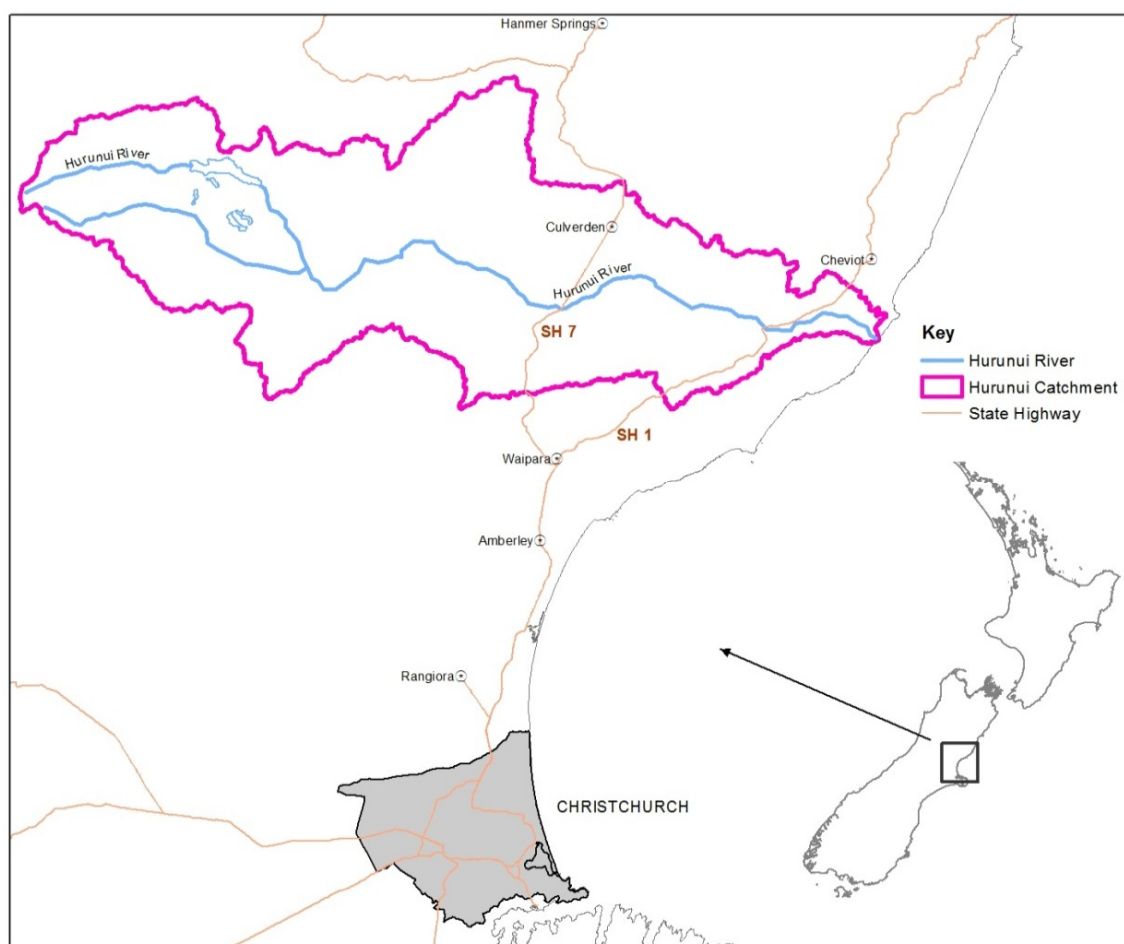 Hanmer Springs
Hurunui River
Culverden
Cheviot
Hurunui River
SH 7
Key
Hurunui River
Hurunui Catchment
State Highway
SH 1
Waipara
Amberley
Rangiora
CHRISTCHURCH